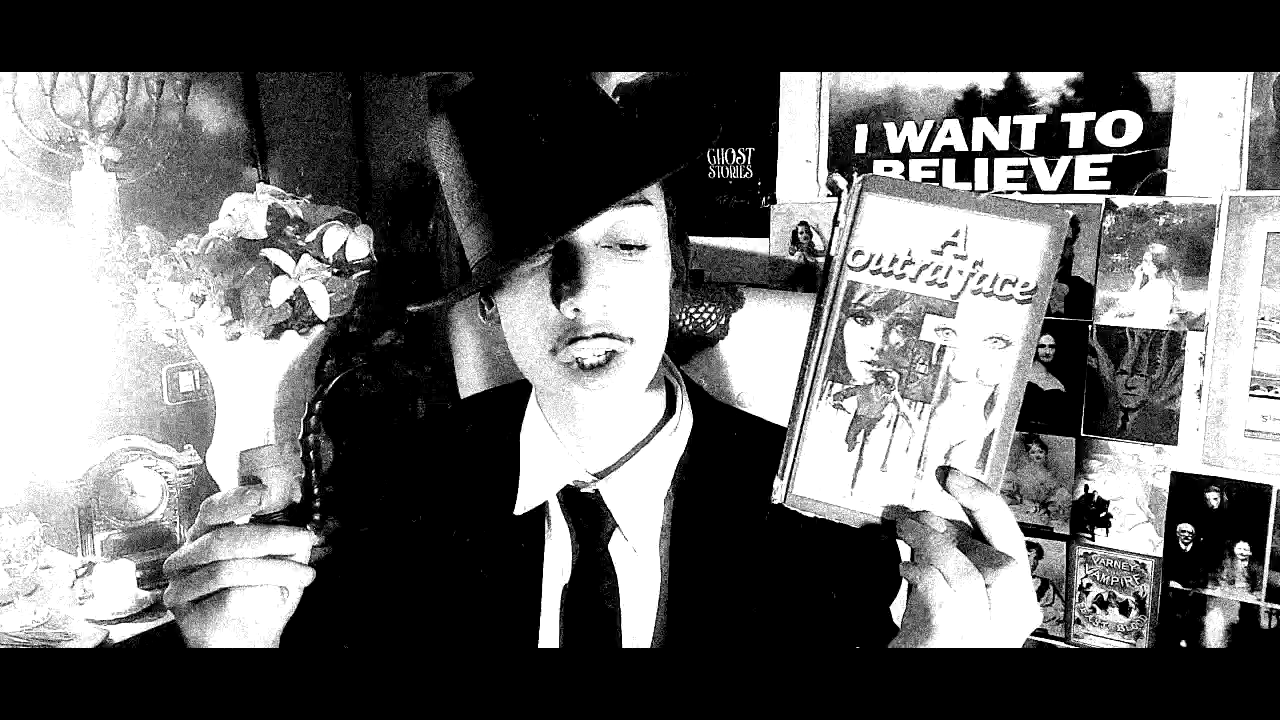 GHOST
STORIES
I WANT TO
BELIEVE
A
outra face
VARNEY
VAMPIRE